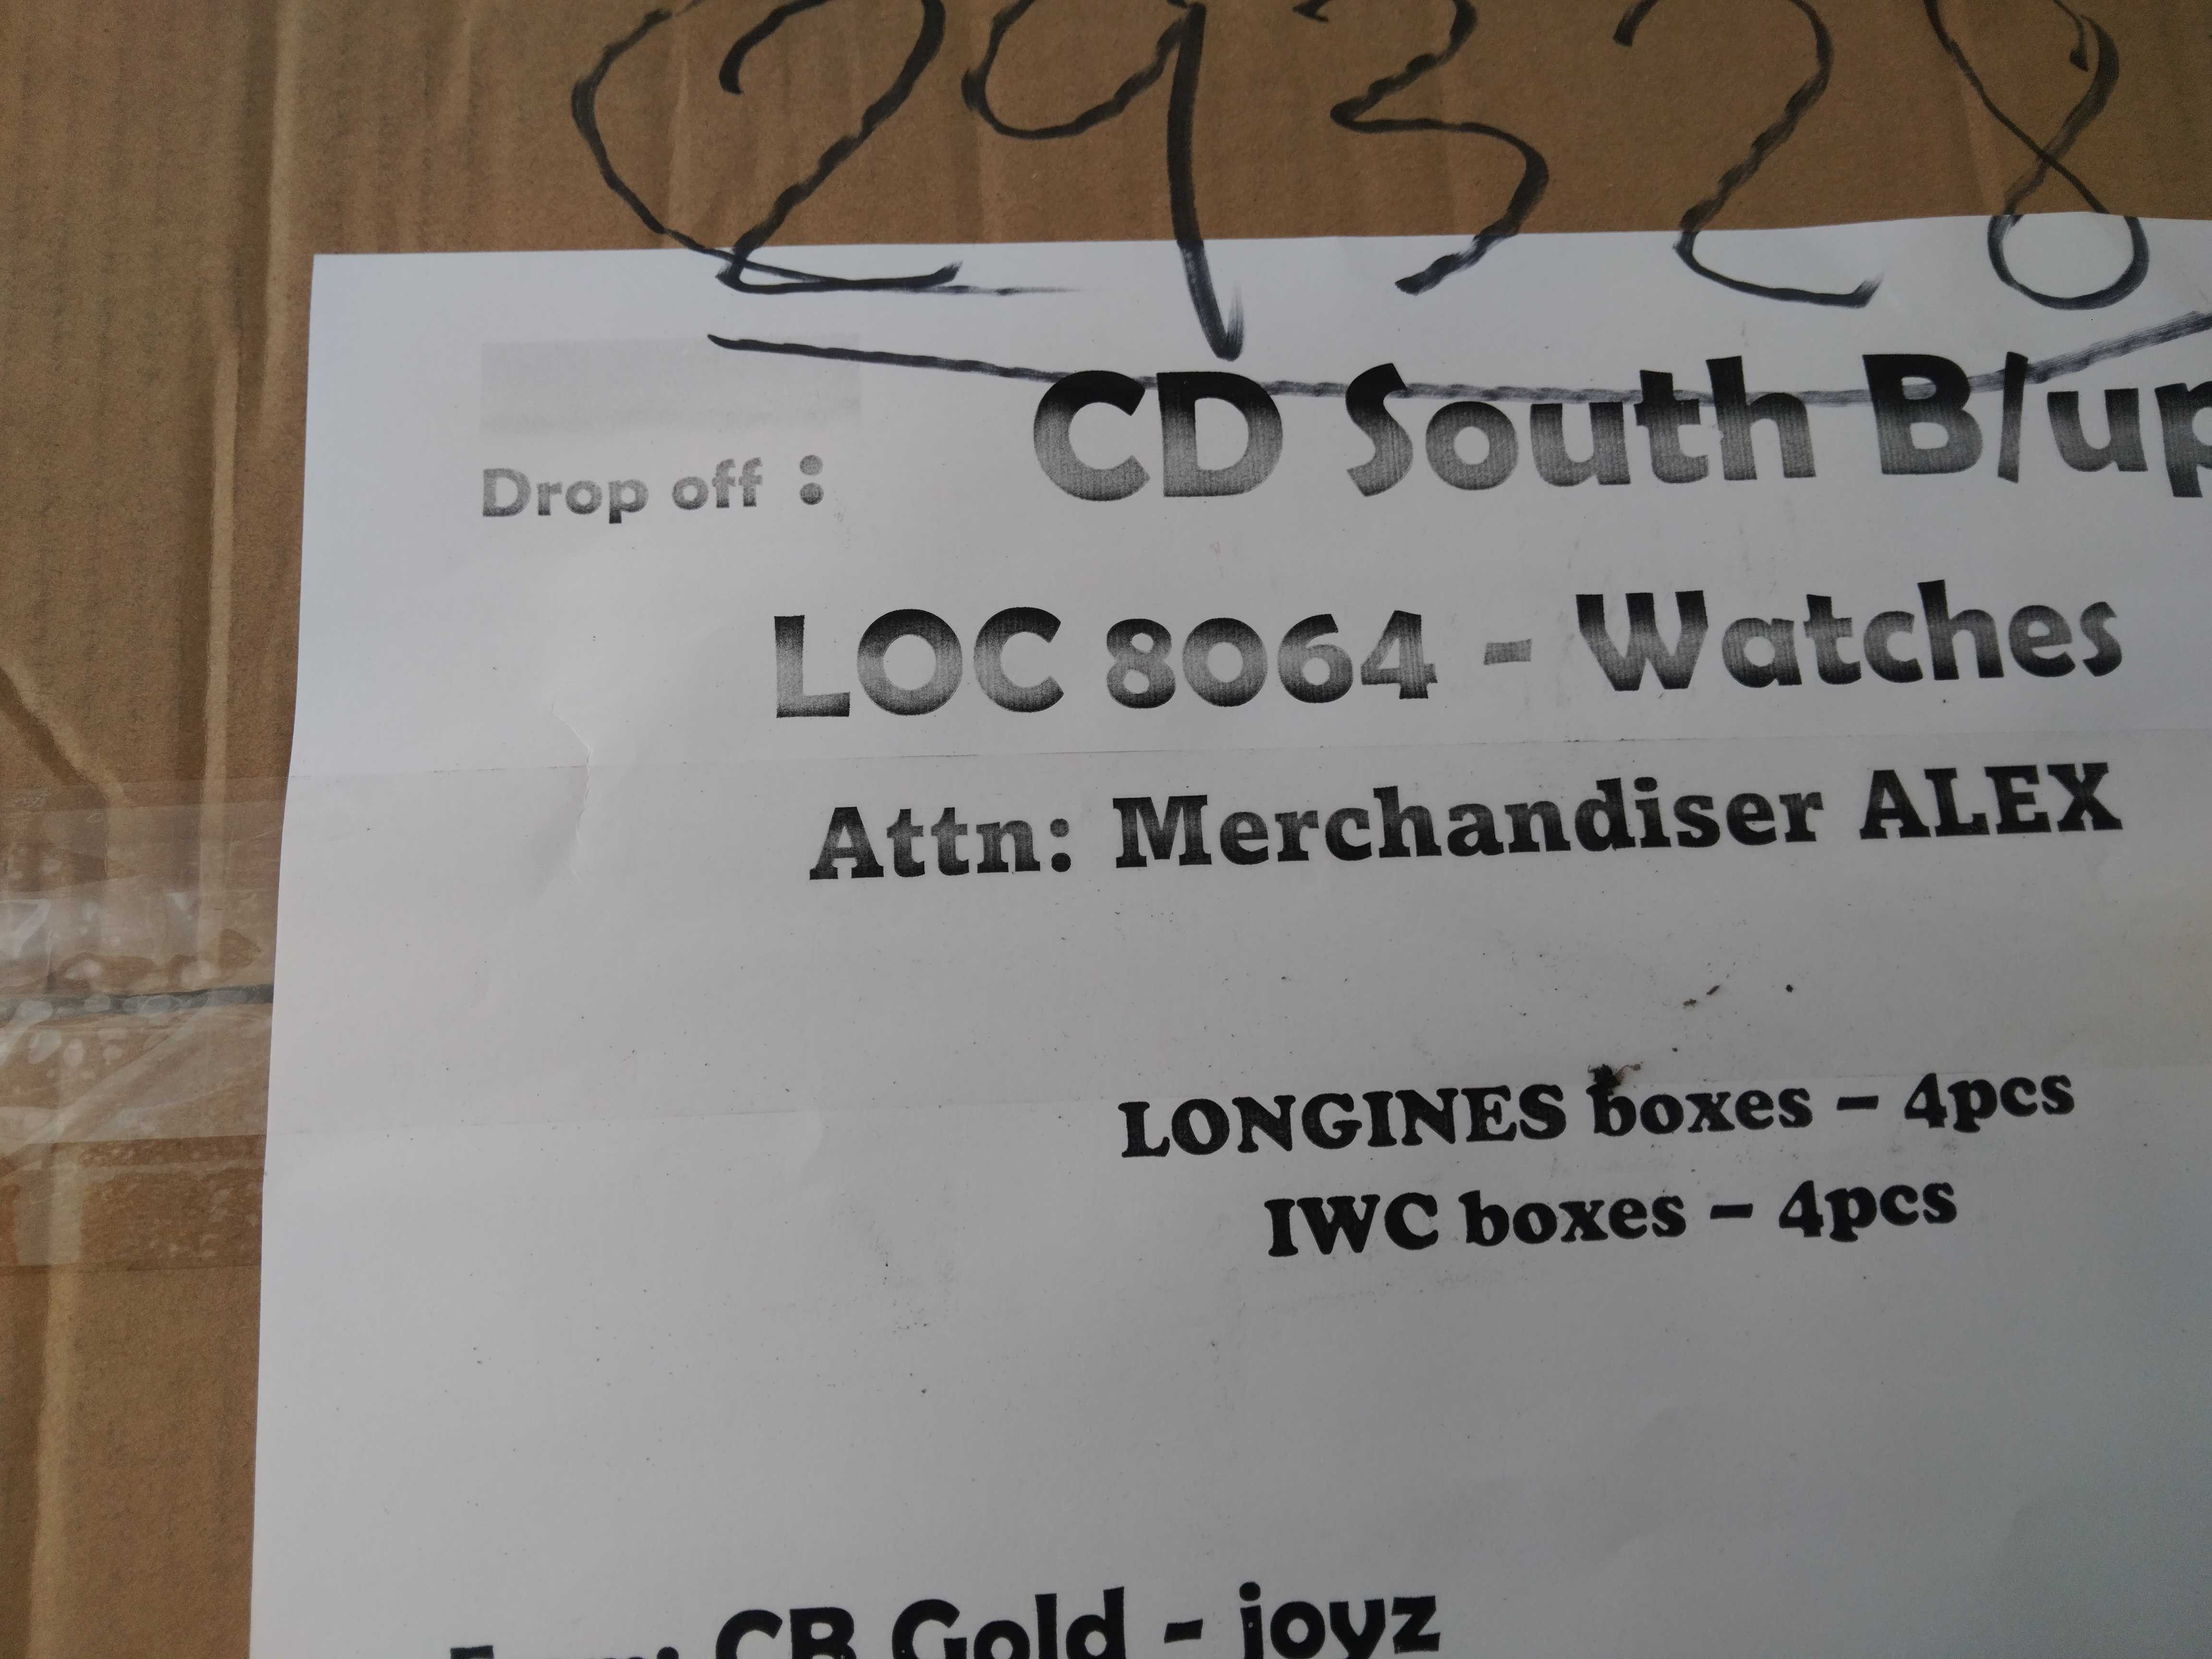 29328
CD South B/up
Drop off :
LOC 8064 - Watches
Attn: Merchandiser ALEX
LONGINES boxes – 4pcs
IWC boxes – 4pcs
CB Gold - joyz